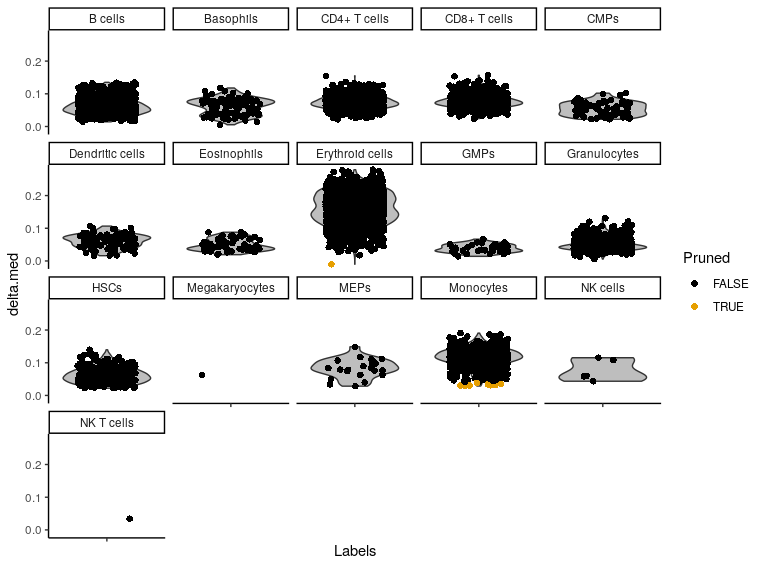 B cells
Basophils
CD4+ T cells
CD8+ T cells
CMPs
0.2
0.1
0.0
Dendritic cells
Eosinophils
Erythroid cells
GMPs
Granulocytes
0.2
0.1
0.0
HSCs
Megakaryocytes
MEPs
Monocytes
NK cells
0.2
0.1
0.0
NK T cells
0.2
0.1
0.0
delta.med
Labels
Pruned
FALSE
TRUE